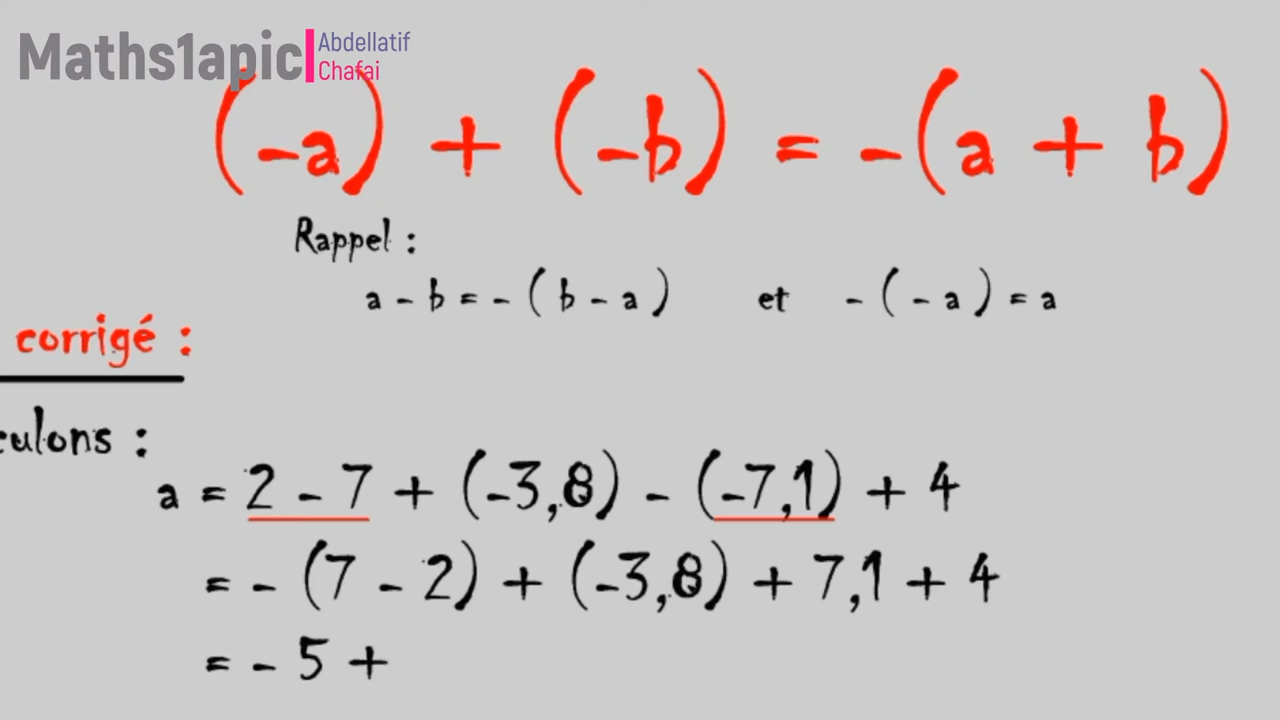 Maths1apic
Abdellatif
Chafai
(-a) + (-b) = -(a + b)
Rappel :
a - b = - ( b - a ) et - ( - a ) = a
corrigé :
culons :
a = 2 - 7 + (-3,8) - (-7,1) + 4
= - (7 - 2) + (-3,8) + 7,1 + 4
= - 5 +